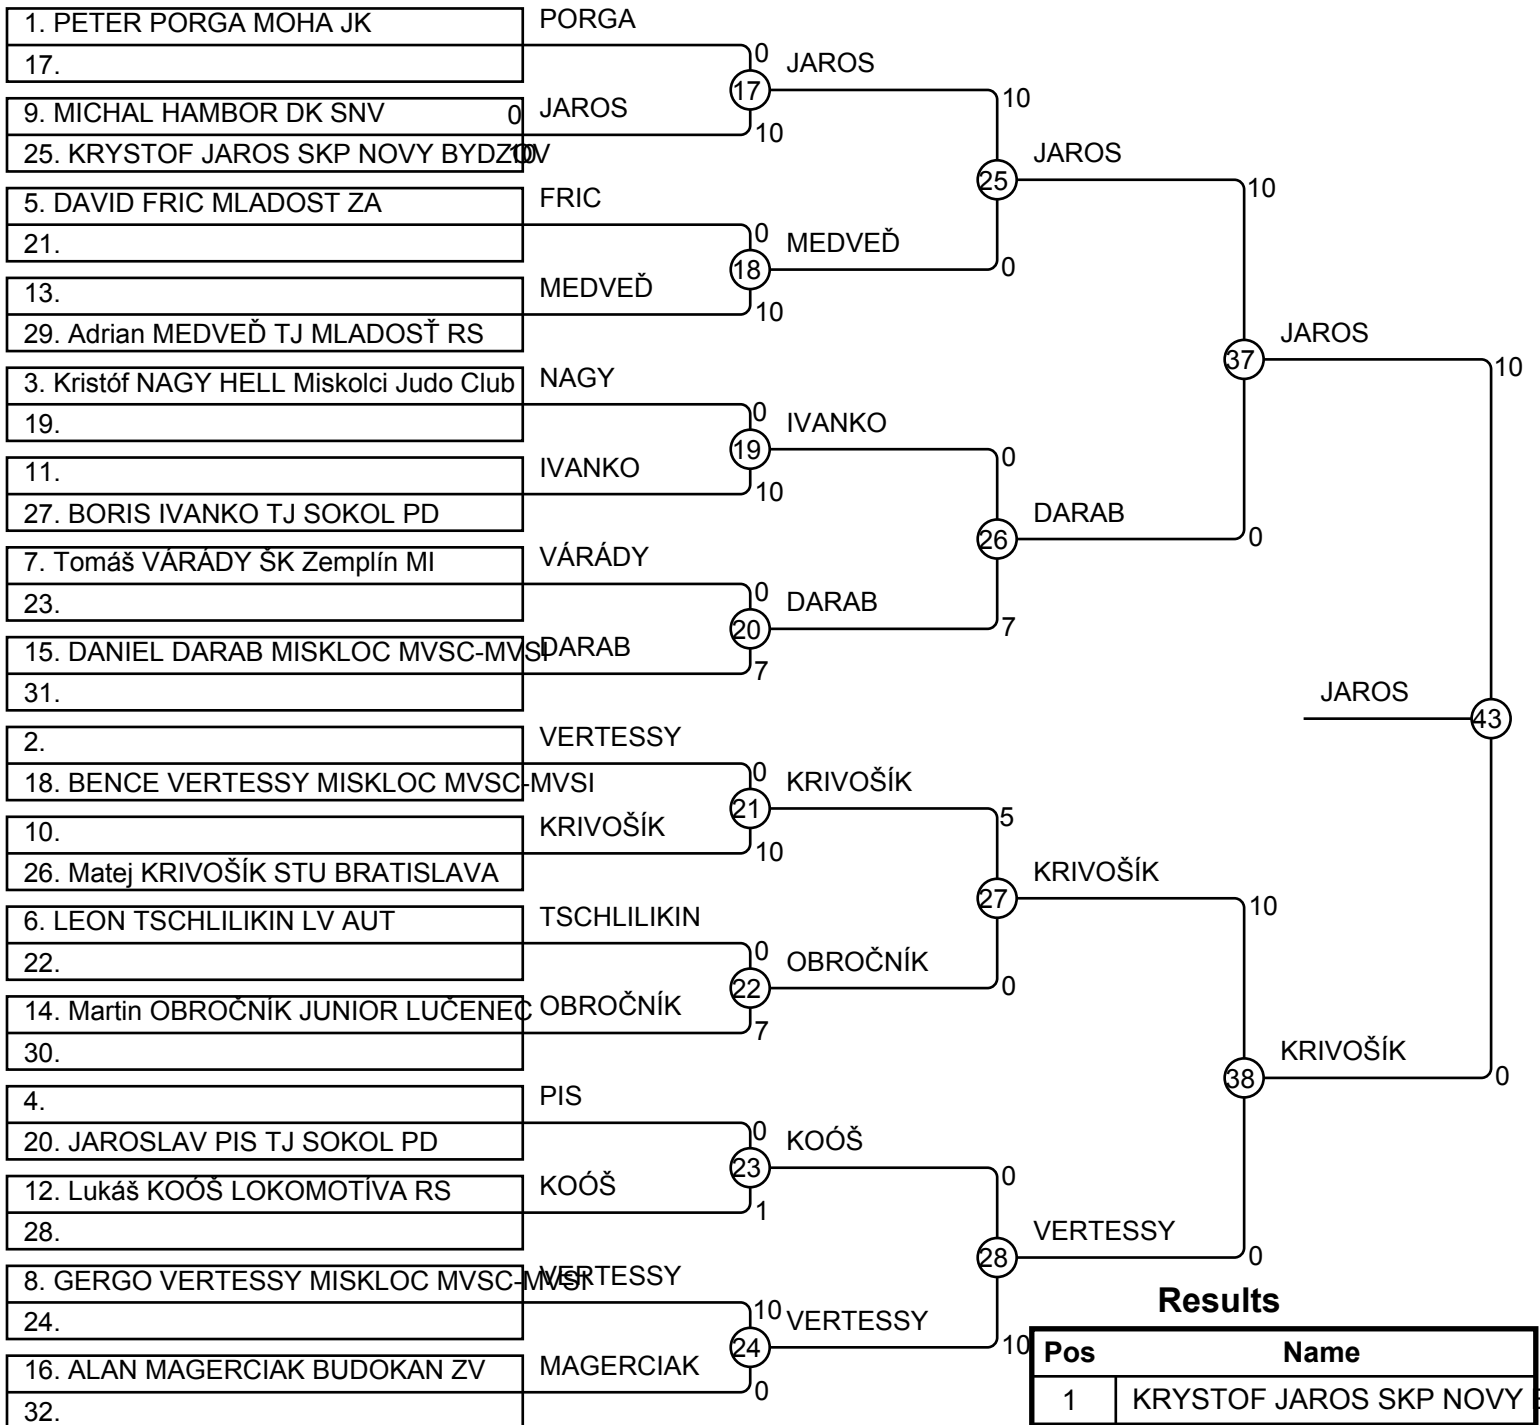 1. PETER PORGA MOHA JK
17.
9. MICHAL HAMBOR DK SNV 0
25. KRYSTOF JAROS SKP NOVY BYDZOV 10
5. DAVID FRIC MLADOST ZA
21.
13.
29. Adrian MEDVEĎ TJ MLADOSŤ RS
3. Kristóf NAGY HELL Miskolci Judo Club
19.
11.
27. BORIS IVANKO TJ SOKOL PD
7. Tomáš VÁRÁDY ŠK Zemplín MI
23.
15. DANIEL DARAB MISKLOC MVSC-MVSI
31.
2.
18. BENCE VERTESSY MISKLOC MVSC-MVSI
10.
26. Matej KRIVOŠÍK STU BRATISLAVA
6. LEON TSCHLILIKIN LV AUT
22.
14. Martin OBROČNÍK JUNIOR LUČENEC
30.
4.
20. JAROSLAV PIS TJ SOKOL PD
12. Lukáš KOÓŠ LOKOMOTÍVA RS
28.
8. GERGO VERTESSY MISKLOC MVSC-MVSI
24.
16. ALAN MAGERCIAK BUDOKAN ZV
32.
PORGA
0
17
JAROS
10
FRIC
0
18
MEDVEĎ
10
NAGY
0
19
IVANKO
10
VÁRÁDY
0
20
DARAB
7
VERTESSY
0
21
KRIVOŠÍK
10
TSCHLILIKIN
0
22
OBROČNÍK
7
PIS
0
23
KOÓŠ
1
VERTESSY
10
24
MAGERCIAK
0
JAROS
10
25
MEDVEĎ
0
IVANKO
0
26
DARAB
7
KRIVOŠÍK
5
27
OBROČNÍK
0
KOÓŠ
0
28
VERTESSY
10
JAROS
10
37
DARAB
0
KRIVOŠÍK
10
38
VERTESSY
0
JAROS
10
JAROS
43
KRIVOŠÍK
0
Results
Pos Name
1 KRYSTOF JAROS SKP NOVY